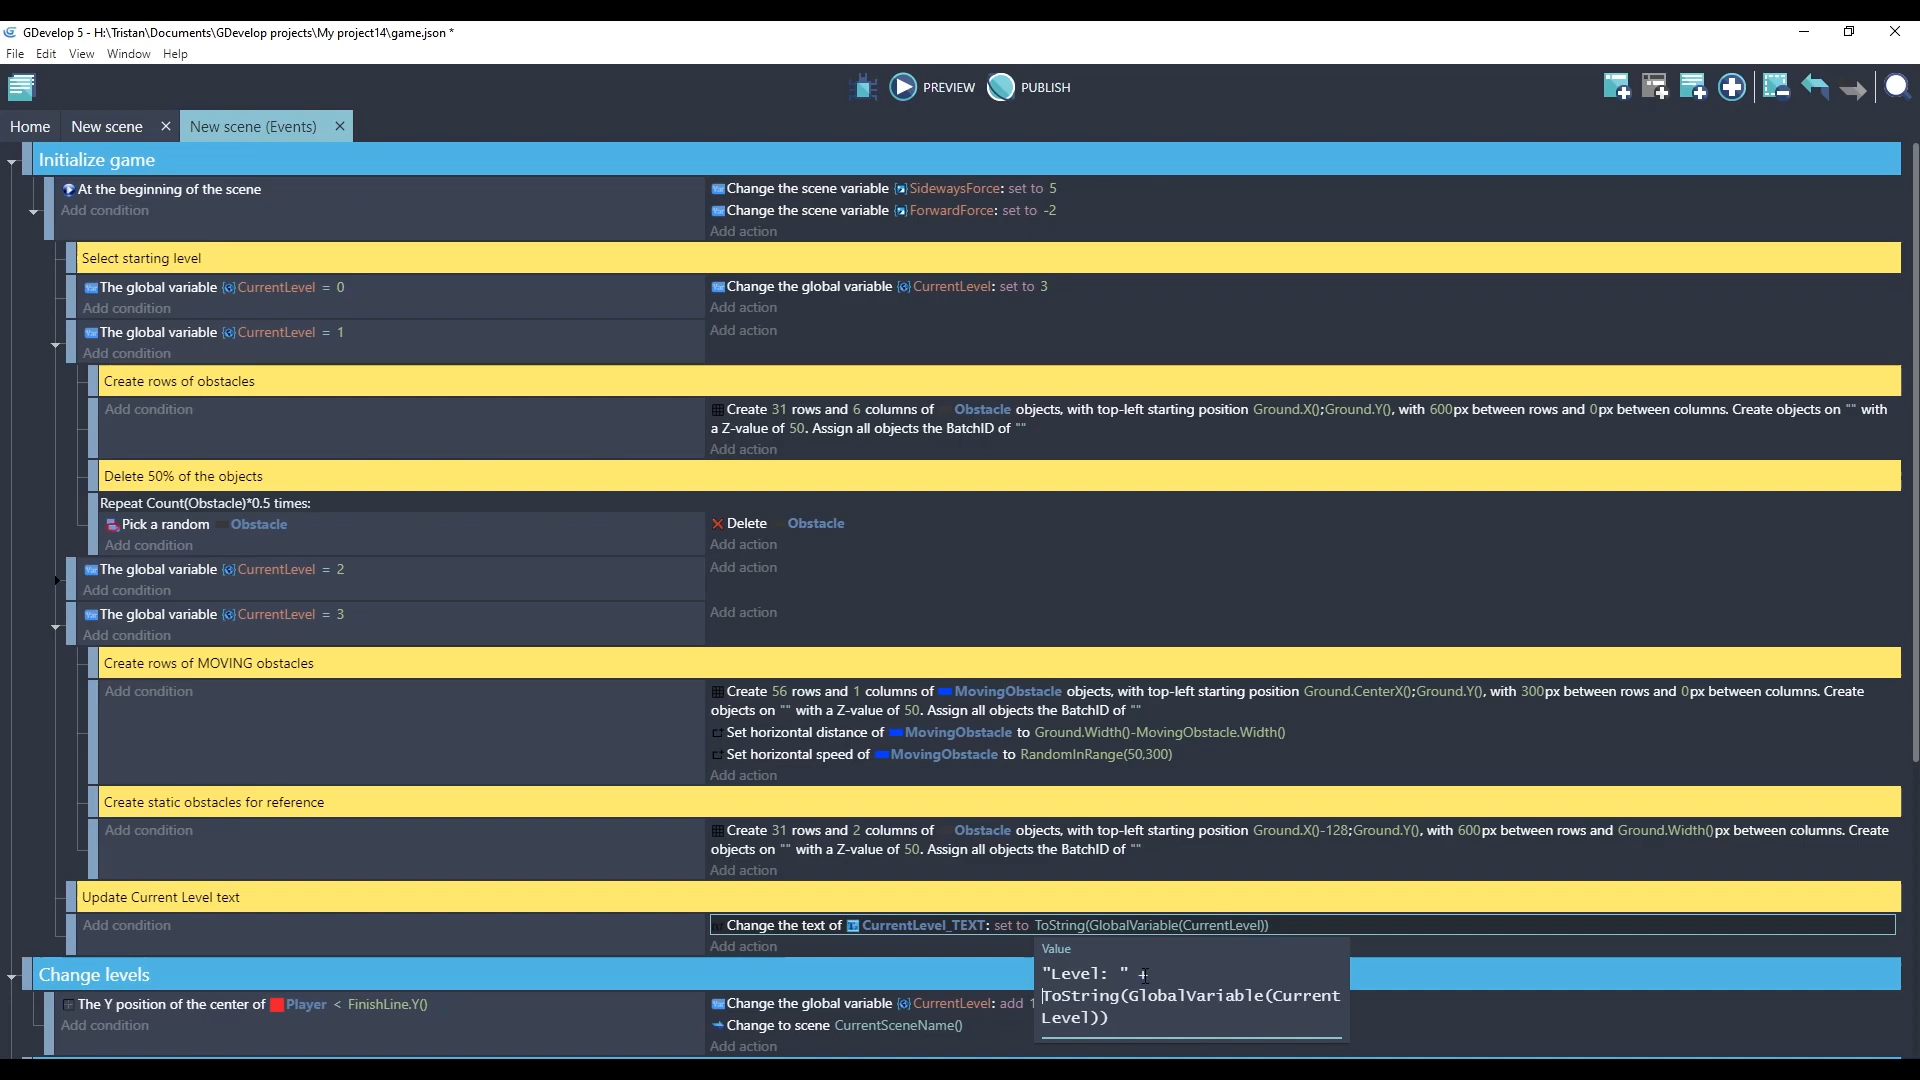 GDevelop 5 - H:\Tristan\Documents\GDevelop projects\My project14\game.json *
File Edit View Window Help
PREVIEW PUBLISH
Home New scene New scene (Events)
Initialize game
At the beginning of the scene
Add condition
Change the scene variable SidewaysForce: set to 5
Change the scene variable ForwardForce: set to -2
Add action
Select starting level
The global variable CurrentLevel = 0
Add condition
Change the global variable CurrentLevel: set to 3
Add action
The global variable CurrentLevel = 1
Add condition
Add action
Create rows of obstacles
Add condition
Create 31 rows and 6 columns of Obstacle objects, with top-left starting position Ground.X();Ground.Y(), with 600px between rows and 0px between columns. Create objects on "" with
a Z-value of 50. Assign all objects the BatchID of ""
Add action
Delete 50% of the objects
Repeat Count(Obstacle)*0.5 times:
Pick a random Obstacle
Add condition
Delete Obstacle
Add action
The global variable CurrentLevel = 2
Add condition
Add action
The global variable CurrentLevel = 3
Add condition
Add action
Create rows of MOVING obstacles
Add condition
Create 56 rows and 1 columns of MovingObstacle objects, with top-left starting position Ground.CenterX();Ground.Y(), with 300px between rows and 0px between columns. Create
objects on "" with a Z-value of 50. Assign all objects the BatchID of ""
Set horizontal distance of MovingObstacle to Ground.Width()-MovingObstacle.Width()
Set horizontal speed of MovingObstacle to RandomInRange(50,300)
Add action
Create static obstacles for reference
Add condition
Create 31 rows and 2 columns of Obstacle objects, with top-left starting position Ground.X()-128;Ground.Y(), with 600px between rows and Ground.Width()px between columns. Create
objects on "" with a Z-value of 50. Assign all objects the BatchID of ""
Add action
Update Current Level text
Add condition
Change the text of CurrentLevel_TEXT: set to ToString(GlobalVariable(CurrentLevel))
Add action
Value
"Level: " +
ToString(GlobalVariable(Current
Level))
Change levels
The Y position of the center of Player < FinishLine.Y()
Add condition
Change the global variable CurrentLevel: add 1
Change to scene CurrentSceneName()
Add action